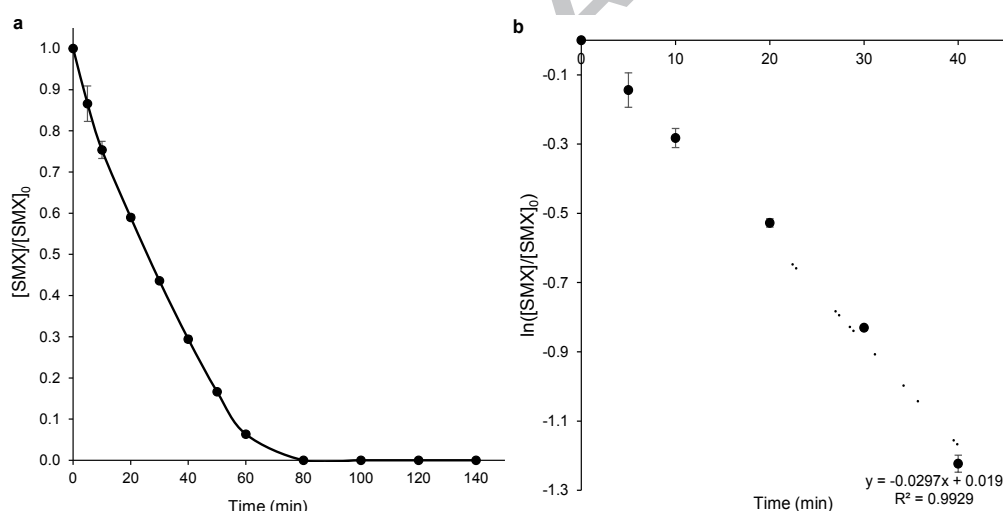 a
1.0
0.9
0.8
0.7
0.6
0.5
0.4
0.3
0.2
0.1
0.0
[SMX]/[SMX]0
0 20 40 60 80 100 120 140
Time (min)
b
0 10 20 30 40
-0.1
-0.3
-0.5
-0.7
-0.9
-1.1
-1.3
ln([SMX]/[SMX]0)
y = -0.0297x + 0.019
R² = 0.9929
Time (min)